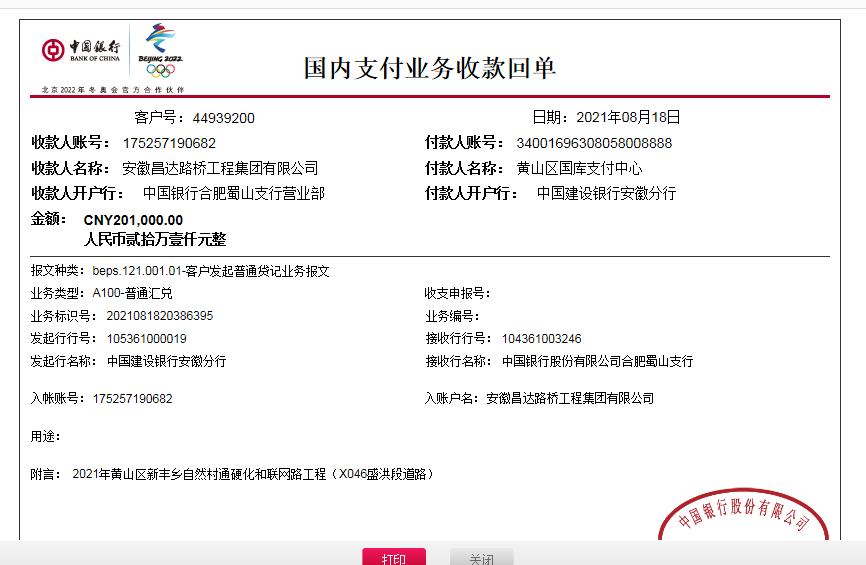 中国银行
BANK OF CHINA
BEIJING 2022
北京2022年冬奥会官方合作伙伴
国内支付业务收款回单
客户号：44939200 日期：2021年08月18日
收款人账号：175257190682 付款人账号：34001696308058008888
收款人名称：安徽昌达路桥工程集团有限公司 付款人名称：黄山区国库支付中心
收款人开户行：中国银行合肥蜀山支行营业部 付款人开户行：中国建设银行安徽分行
金额：CNY201,000.00
人民币贰拾万壹仟元整
报文种类：beps.121.001.01-客户发起普通贷记业务报文
业务类型：A100-普通汇兑 收支申报号：
业务标识号：2021081820386395 业务编号：
发起行行号：105361000019 接收行行号：104361003246
发起行名称：中国建设银行安徽分行 接收行名称：中国银行股份有限公司合肥蜀山支行
入帐账号：175257190682 入账户名：安徽昌达路桥工程集团有限公司
用途：
附言：2021年黄山区新丰乡自然村通硬化和联网路工程（X046盛洪段道路）
中国银行股份有限公司
打印 关闭